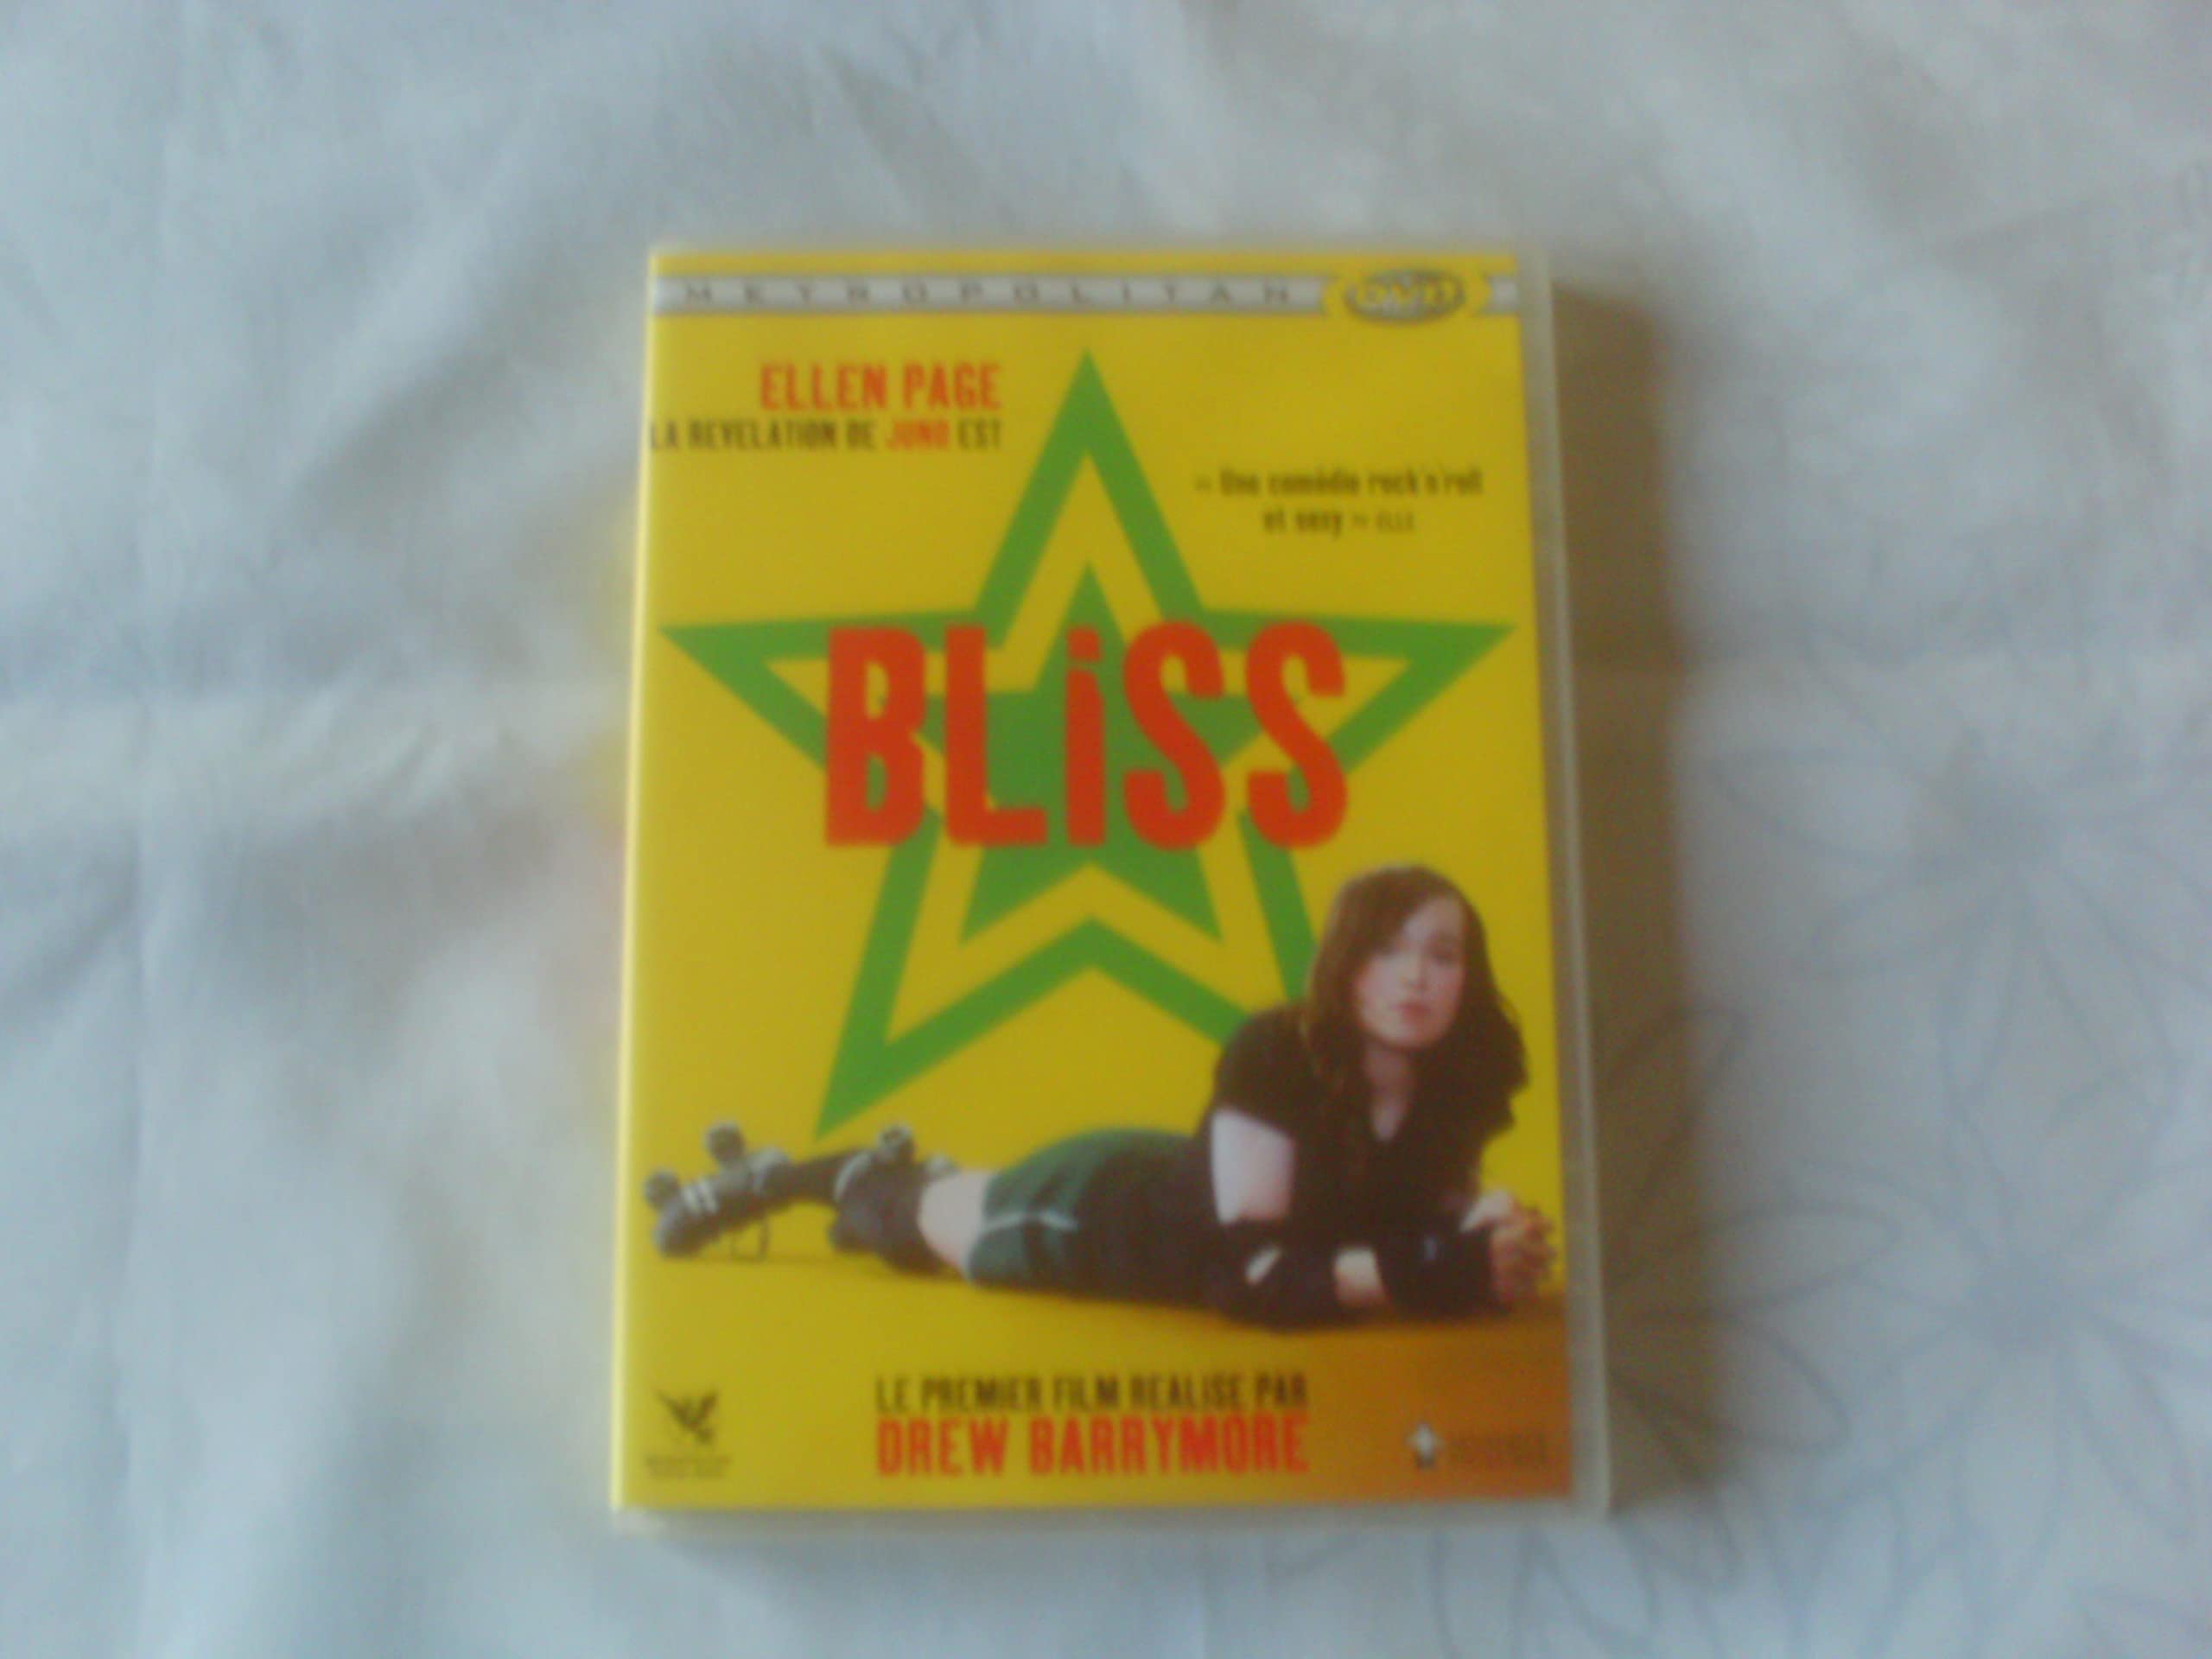 METROPOLITAN DVD
ELLEN PAGE
LA REVELATION DE JUNO EST
« Une comédie rock'n'roll
et sexy » ELLE
BLiSS
LE PREMIER FILM REALISE PAR
DREW BARRYMORE